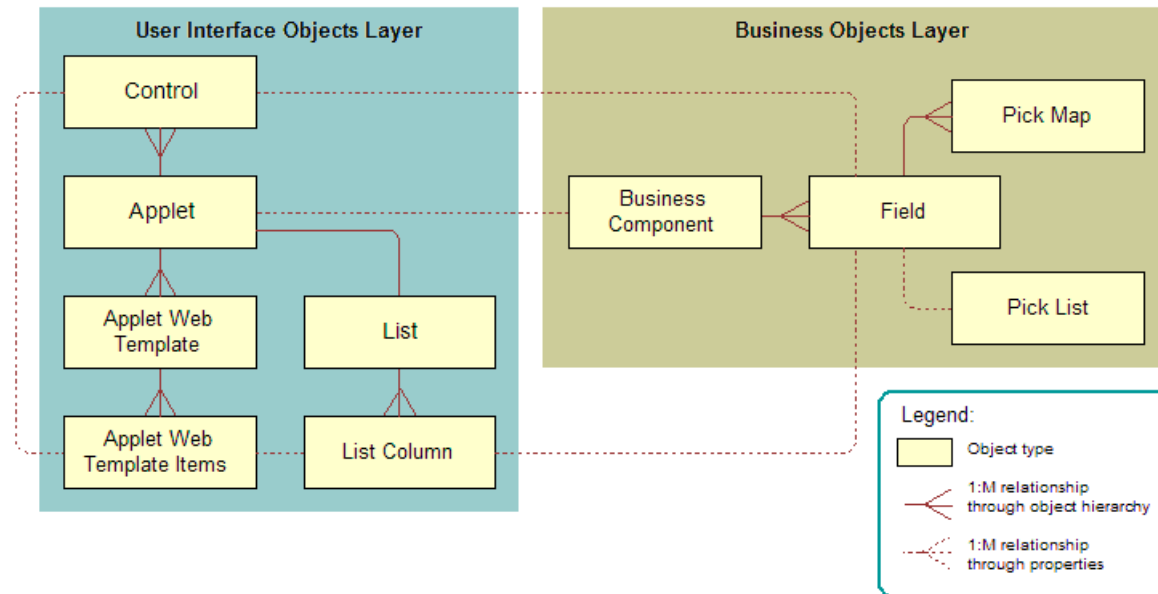 User Interface Objects Layer
Business Objects Layer
Control
Pick Map
Applet
Business
Component
Field
Applet Web
Template
List
Pick List
Applet Web
Template Items
List Column
Legend:
Object type
1:M relationship
through object hierarchy
1:M relationship
through properties